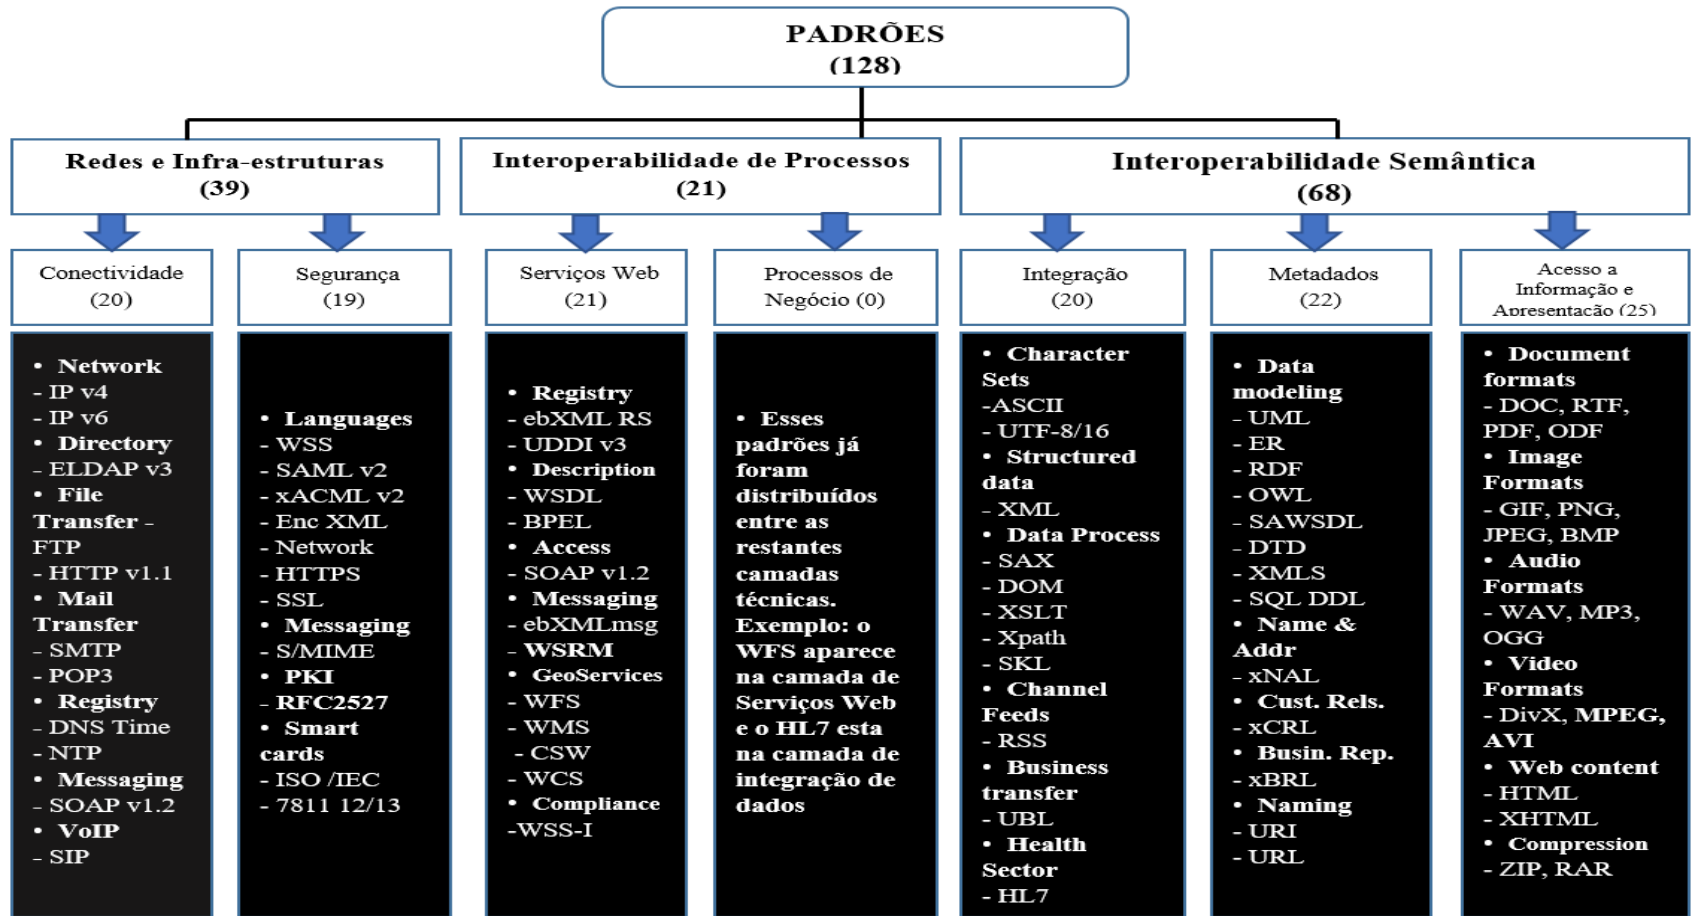 PADRÕES
(128)
Redes e Infra-estruturas
(39)
Interoperabilidade de Processos
(21)
Interoperabilidade Semântica
(68)
Conectividade
(20)
Segurança
(19)
Serviços Web
(21)
Processos de
Negócio (0)
Integração
(20)
Metadados
(22)
Acesso a
Informação e
Apresentação (25)
• Network
- IP v4
- IP v6
• Directory
- ELDAP v3
• File
Transfer -
FTP
- HTTP v1.1
• Mail
Transfer
- SMTP
- POP3
• Registry
- DNS Time
- NTP
• Messaging
- SOAP v1.2
• VoIP
- SIP
• Languages
- WSS
- SAML v2
- xACML v2
- Enc XML
- Network
- HTTPS
- SSL
• Messaging
- S/MIME
• PKI
- RFC2527
• Smart
cards
- ISO /IEC
- 7811 12/13
• Registry
- ebXML RS
- UDDI v3
• Description
- WSDL
- BPEL
• Access
- SOAP v1.2
• Messaging
- ebXMLmsg
- WSRM
• GeoServices
- WFS
- WMS
- CSW
- WCS
• Compliance
-WSS-I
• Esses
padrões já
foram
distribuídos
entre as
restantes
camadas
técnicas.
Exemplo: o
WFS aparece
na camada de
Serviços Web
e o HL7 esta
na camada de
integração de
dados
• Character
Sets
-ASCII
- UTF-8/16
• Structured
data
- XML
• Data Process
- SAX
- DOM
- XSLT
- Xpath
- SKL
• Channel
Feeds
- RSS
• Business
transfer
- UBL
• Health
Sector
- HL7
• Data
modeling
- UML
- ER
- RDF
- OWL
- SAWSDL
- DTD
- XMLS
- SQL DDL
• Name &
Addr
- xNAL
• Cust. Rels.
- xCRL
• Busin. Rep.
- xBRL
• Naming
- URI
- URL
• Document
formats
- DOC, RTF,
PDF, ODF
• Image
Formats
- GIF, PNG,
JPEG, BMP
• Audio
Formats
- WAV, MP3,
OGG
• Video
Formats
- DivX, MPEG,
AVI
• Web content
- HTML
- XHTML
• Compression
- ZIP, RAR